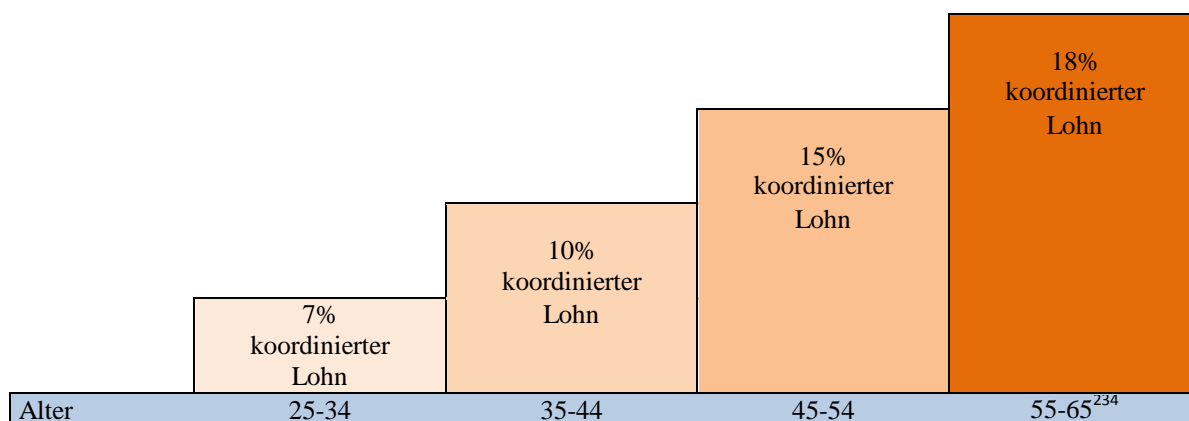 7%
koordinierter
Lohn
10%
koordinierter
Lohn
15%
koordinierter
Lohn
18%
koordinierter
Lohn
Alter 25-34 35-44 45-54 55-65²³⁴